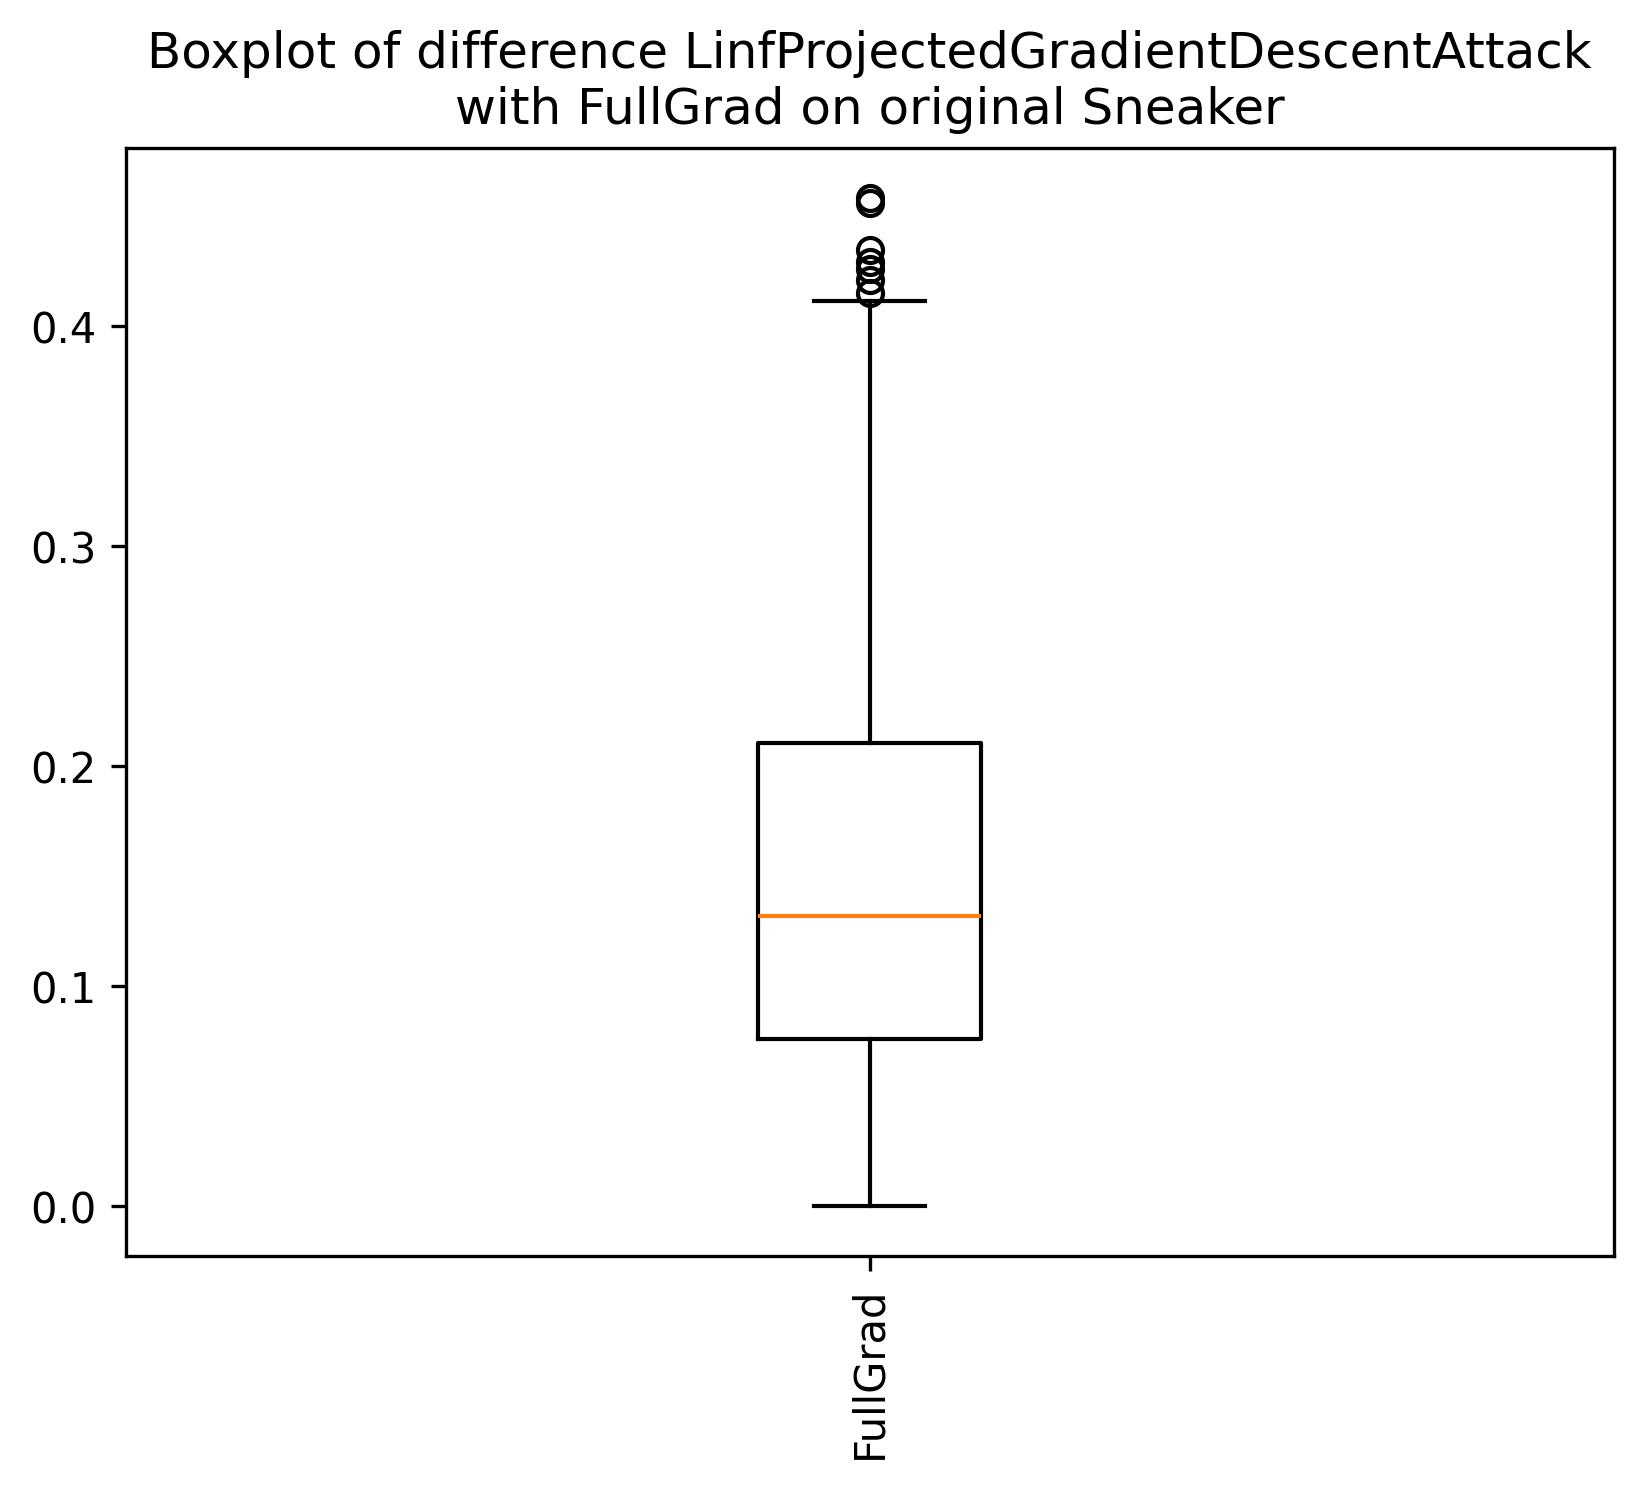 Boxplot of difference LinfProjectedGradientDescentAttack
with FullGrad on original Sneaker
0.4
0.3
0.2
0.1
0.0
FullGrad